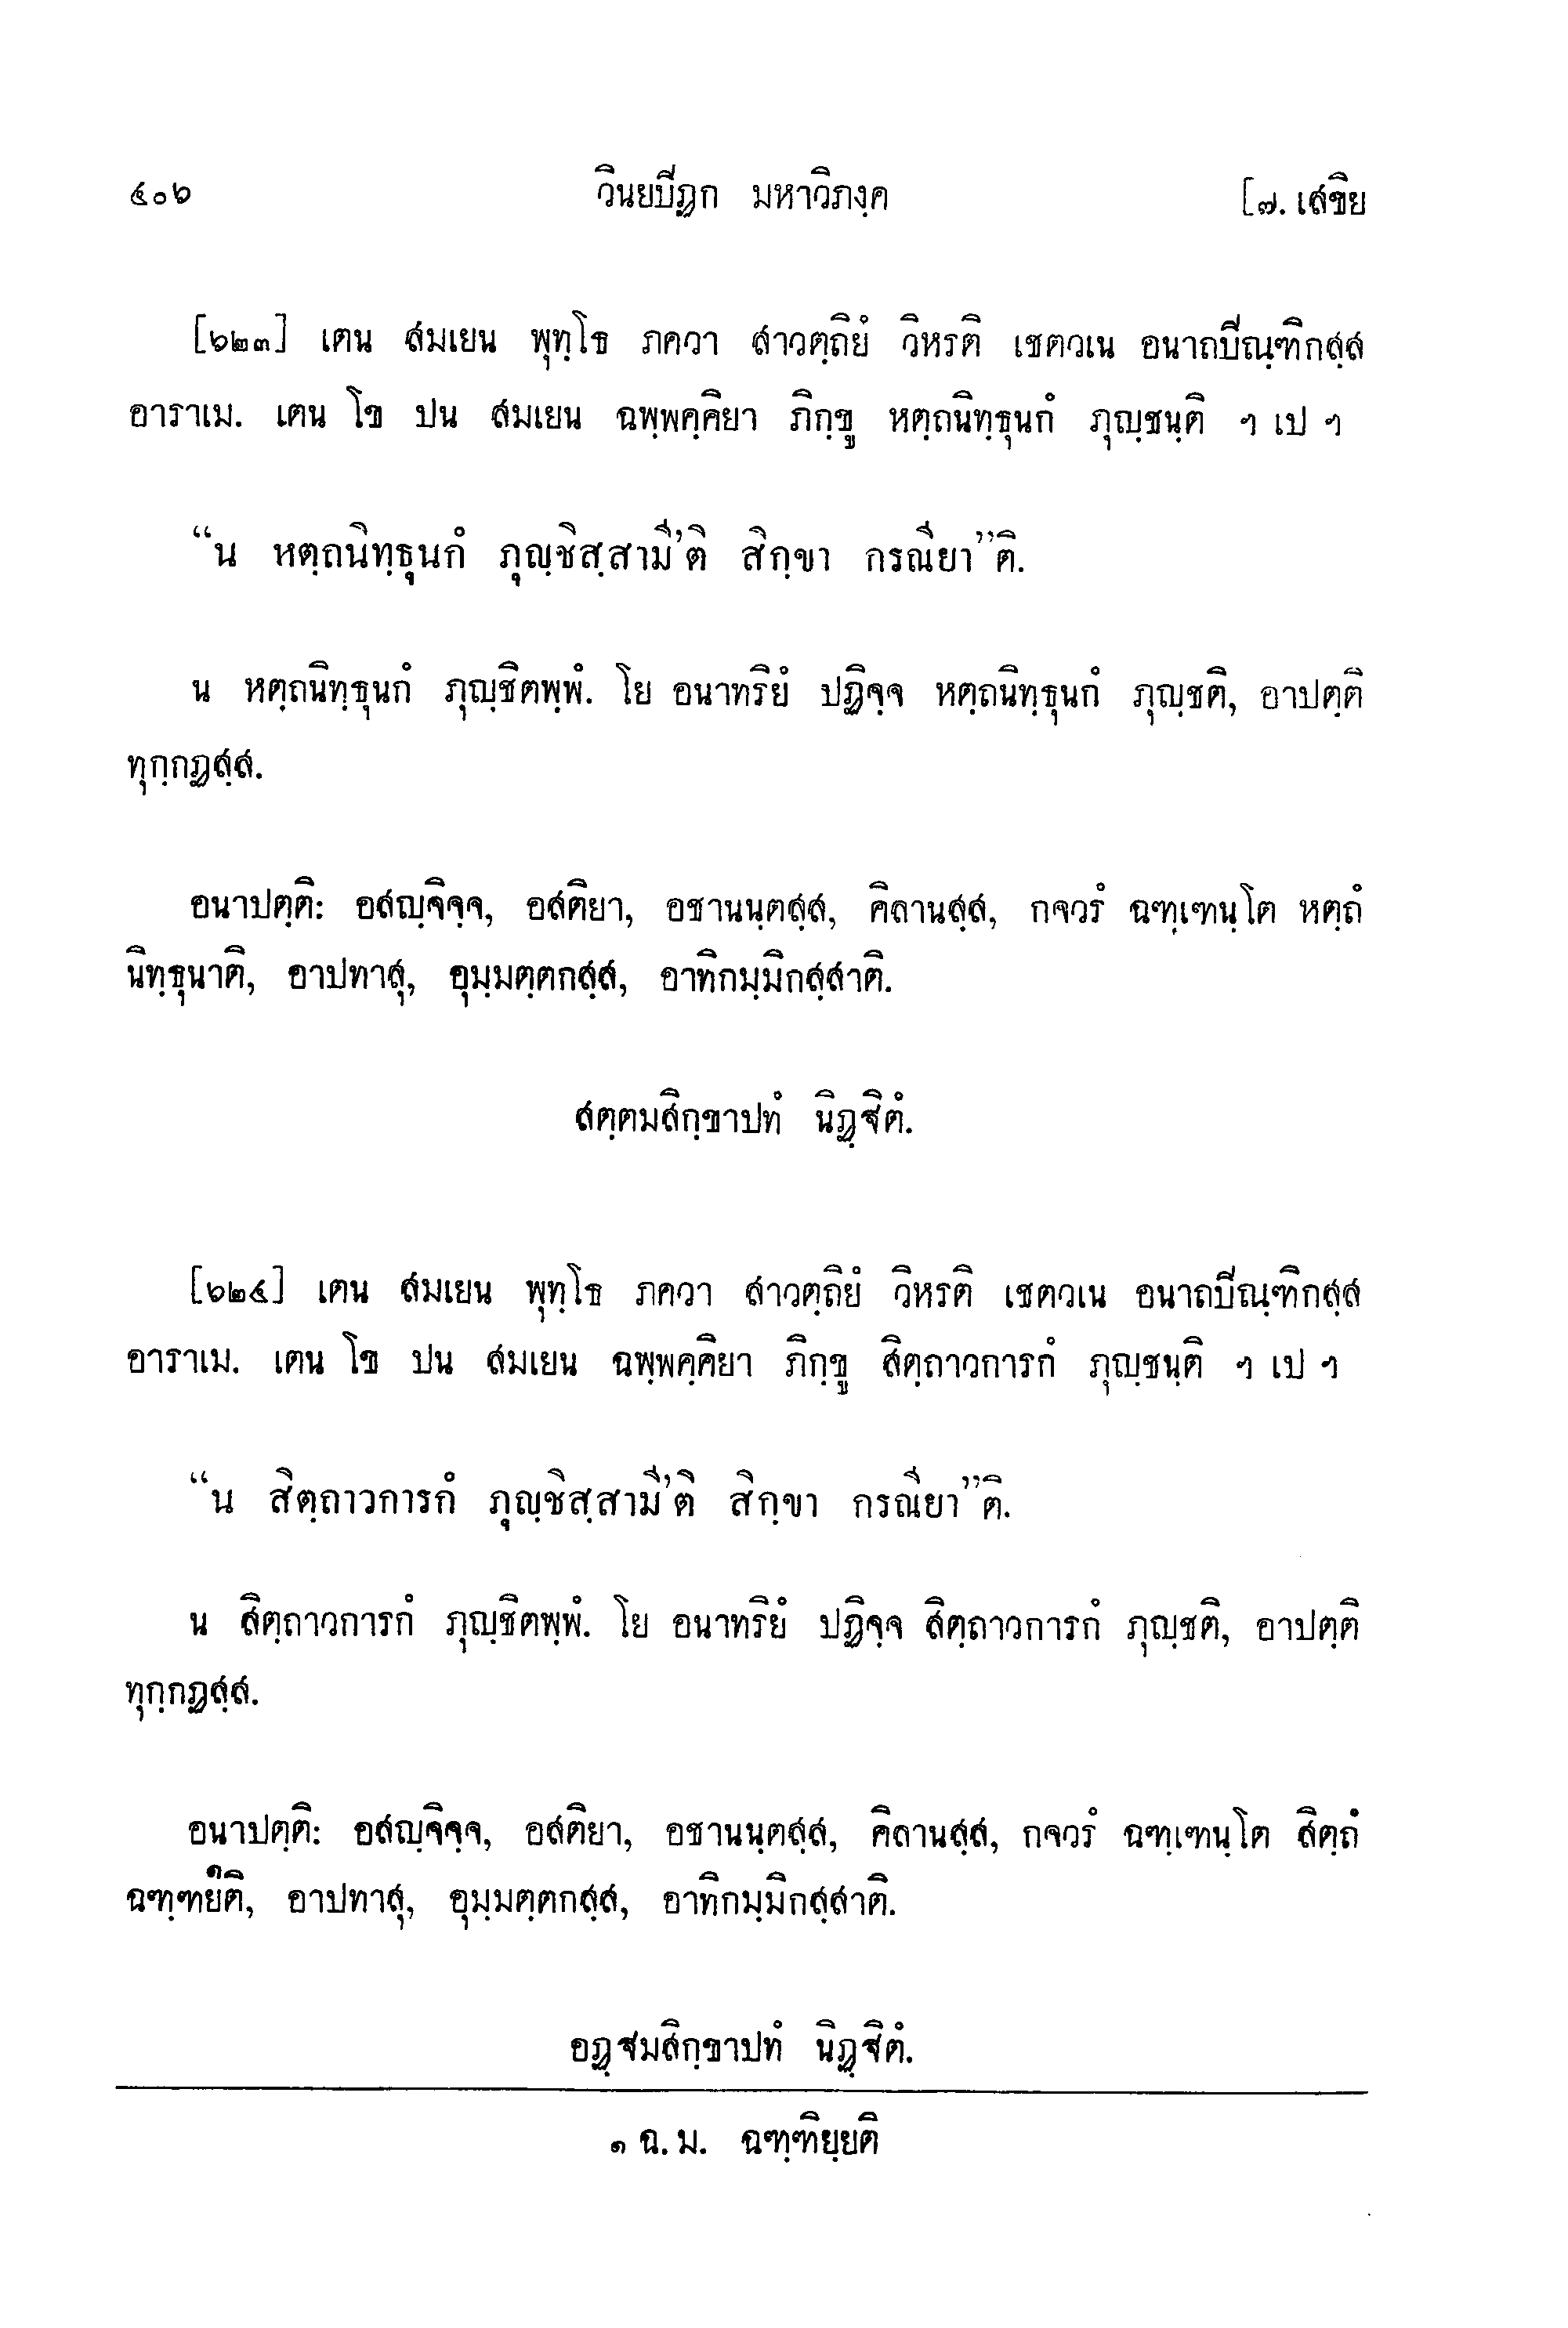 ๕๐๖ วินยปิฏก มหาวิภงฺค [๗. เสขิย
[๖๒๓] เตน สมเยน พุทฺโธ ภควา สาวตฺถิยํ วิหรติ เชตวเน อนาถปิณฺฑิกสฺส
อาราเม. เตน โข ปน สมเยน ฉพฺพคฺคิยา ภิกฺขู หตฺถนิทฺธุนกํ ภุญฺชนฺติ ฯ เป ฯ
“น หตฺถนิทฺธุนกํ ภุญฺชิสฺสามี’ติ สิกฺขา กรณียา”ติ.
น หตฺถนิทฺธุนกํ ภุญฺชิตพฺพํ. โย อนาทริยํ ปฏิจฺจ หตฺถนิทฺธุนกํ ภุญฺชติ, อาปตฺติ
ทุกฺกฏสฺส.
อนาปตฺติ: อสญฺจิจฺจ, อสติยา, อชานนฺตสฺส, คิลานสฺส, กจวรํ ฉฑฺเฑนฺโต หตฺถํ
นิทฺธุนาติ, อาปทาสุ, อุมฺมตฺตกสฺส, อาทิกมฺมิกสฺสาติ.
สตฺตมสิกฺขาปทํ นิฏฺฐิตํ.
[๖๒๔] เตน สมเยน พุทฺโธ ภควา สาวตฺถิยํ วิหรติ เชตวเน อนาถปิณฺฑิกสฺส
อาราเม. เตน โข ปน สมเยน ฉพฺพคฺคิยา ภิกฺขู สิตฺถาวการกํ ภุญฺชนฺติ ฯ เป ฯ
“น สิตฺถาวการกํ ภุญฺชิสฺสามี’ติ สิกฺขา กรณียา”ติ.
น สิตฺถาวการกํ ภุญฺชิตพฺพํ. โย อนาทริยํ ปฏิจฺจ สิตฺถาวการกํ ภุญฺชติ, อาปตฺติ
ทุกฺกฏสฺส.
อนาปตฺติ: อสญฺจิจฺจ, อสติยา, อชานนฺตสฺส, คิลานสฺส, กจวรํ ฉฑฺเฑนฺโต สิตฺถํ
ฉฑฺฑย๑ติ, อาปทาสุ, อุมฺมตฺตกสฺส, อาทิกมฺมิกสฺสาติ.
อฏฺฐมสิกฺขาปทํ นิฏฺฐิตํ.
๑ ฉ. ม. ฉฑฺฑิยฺยติ